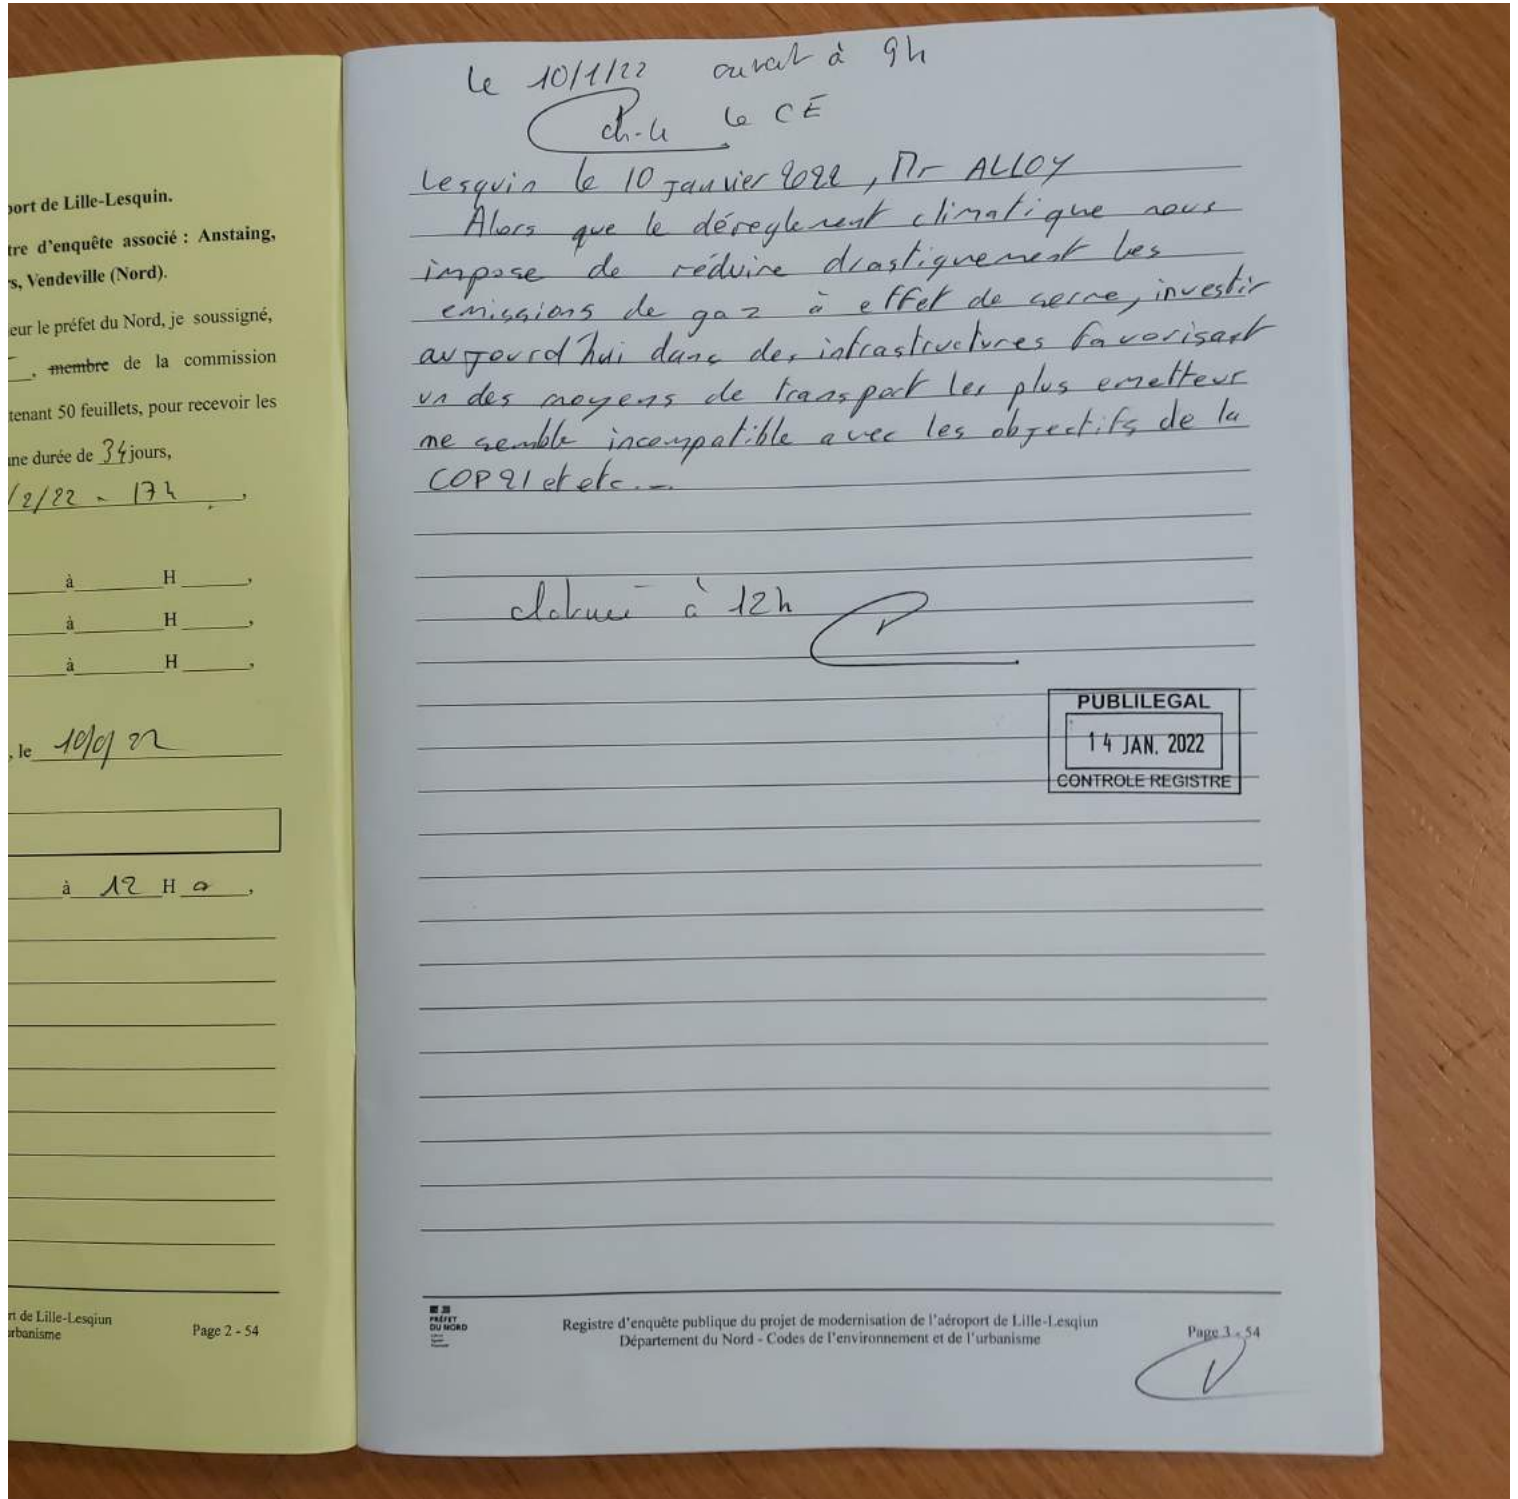 port de Lille-Lesquin.
tre d'enquête associé : Anstaing,
s, Vendeville (Nord).
eur le préfet du Nord, je soussigné,
, membre de la commission
tenant 50 feuillets, pour recevoir les
ne durée de 34 jours,
/2/22 - 17h,
à H ,
à H ,
à H ,
, le 10/01/22
à 12 H 0 ,
rt de Lille-Lesqiun
rbanisme
Page 2 - 54
le 10/1/22 ouvert à 9h
le CE
Lesquin le 10 janvier 2022, Mr ALLOY
Alors que le déreglement climatique nous
impose de réduire drastiquement les
emissions de gaz à effet de serre, investir
aujourd'hui dans des infrastructures favorisant
un des moyens de transport les plus emetteur
me semble incompatible avec les objectifs de la
COP21 et etc...
à 12h
PUBLILEGAL
14 JAN. 2022
CONTROLE REGISTRE
PRÉFET
DU NORD
Registre d'enquête publique du projet de modernisation de l'aéroport de Lille-Lesqiun
Département du Nord - Codes de l'environnement et de l'urbanisme
Page 3 - 54